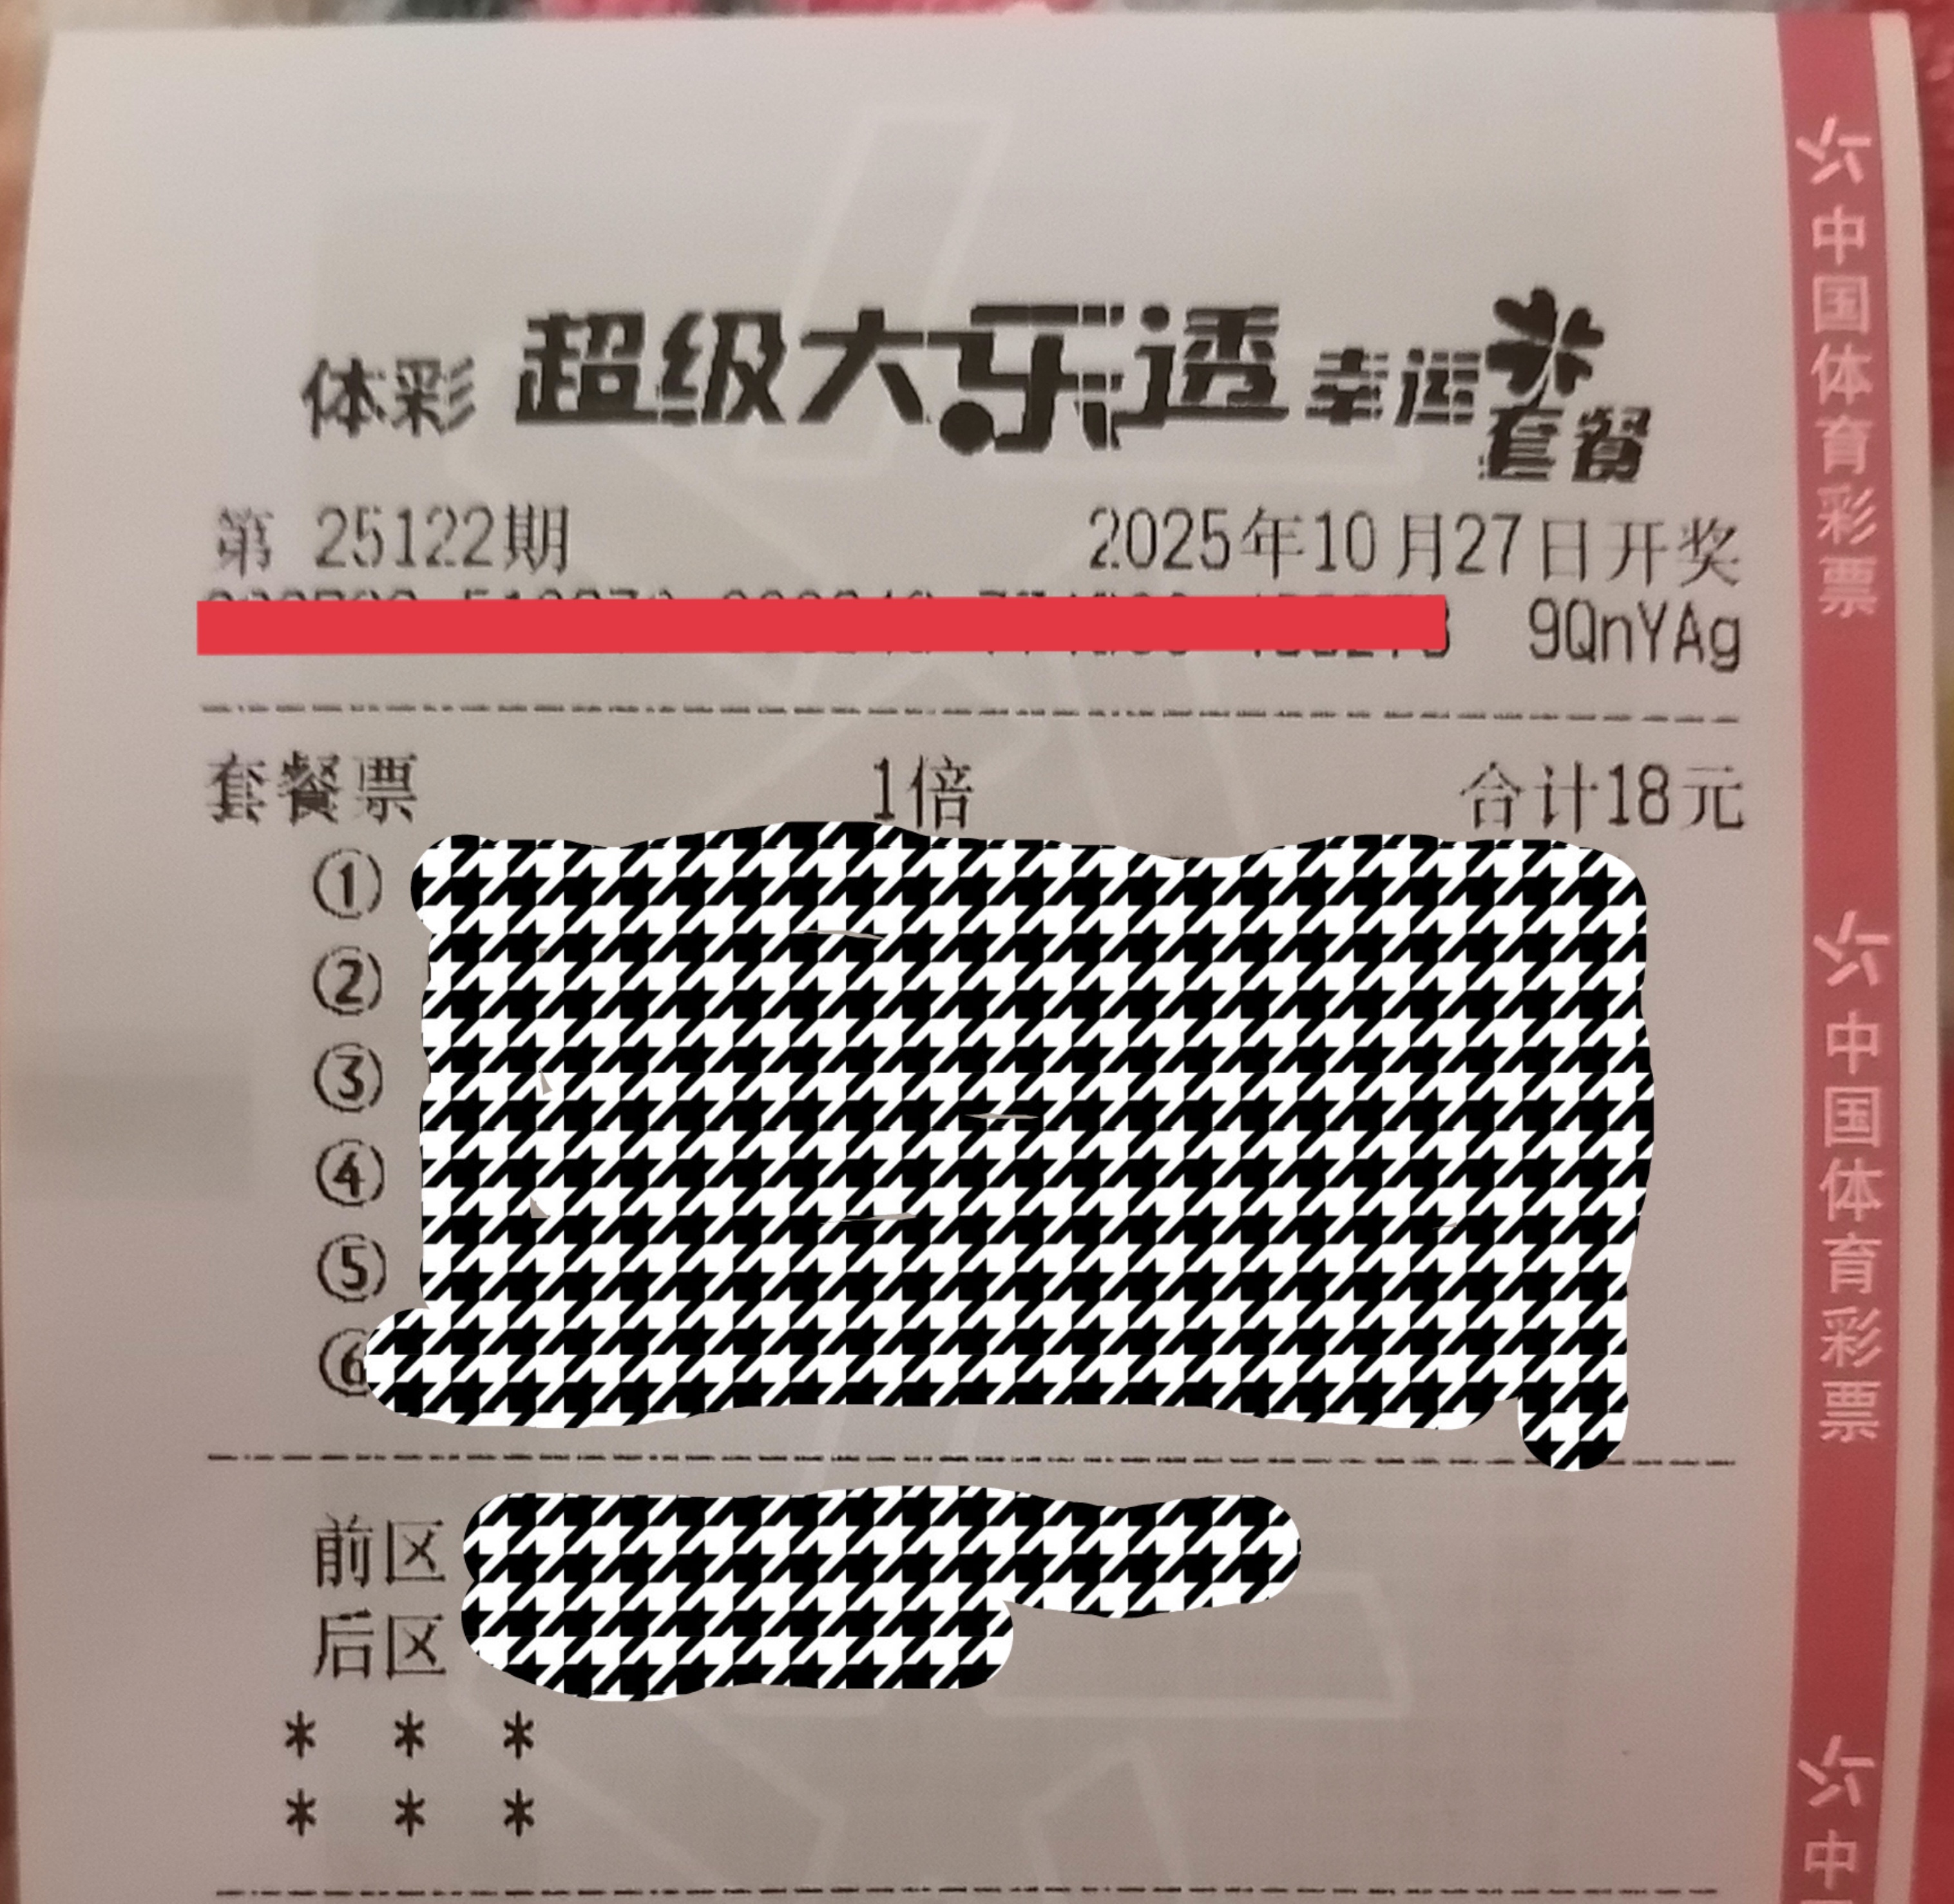 体彩 超级大乐透 幸运套餐
第 25122期 2025年10月27日开奖
9QnYAg
套餐票 1倍 合计18元
①
②
③
④
⑤
⑥
前区
后区
* * *
* * *
中国体育彩票
中国体育彩票
中